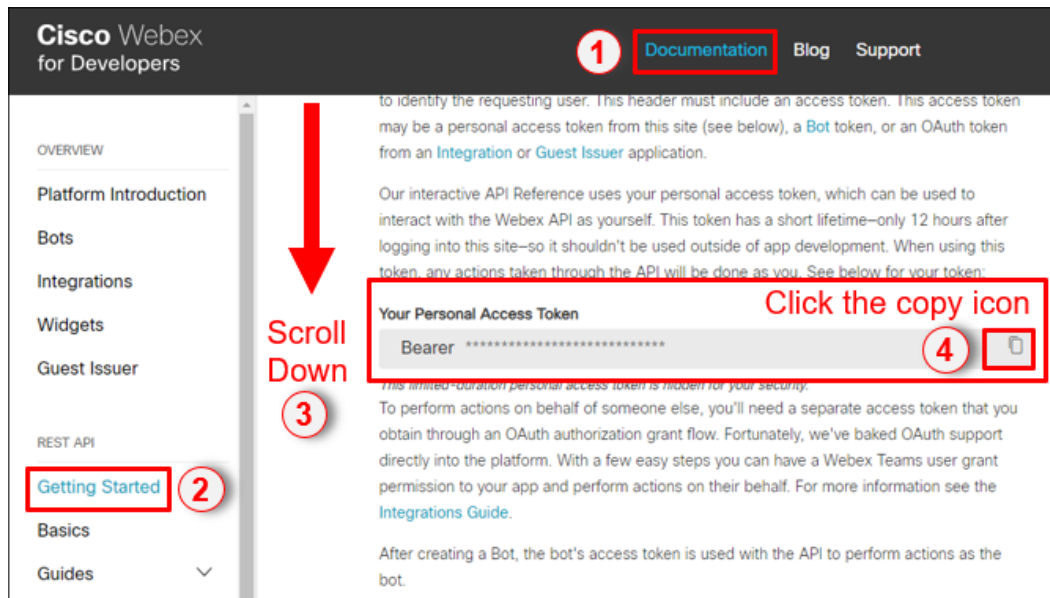 Cisco Webex
for Developers
1
Documentation
Blog
Support
OVERVIEW
Platform Introduction
Bots
Integrations
Widgets
Guest Issuer
REST API
Getting Started
2
Basics
Guides
Scroll
Down
3
to identify the requesting user. This header must include an access token. This access token
may be a personal access token from this site (see below), a Bot token, or an OAuth token
from an Integration or Guest Issuer application.
Our interactive API Reference uses your personal access token, which can be used to
interact with the Webex API as yourself. This token has a short lifetime—only 12 hours after
logging into this site—so it shouldn't be used outside of app development. When using this
token, any actions taken through the API will be done as you. See below for your token:
Click the copy icon
Your Personal Access Token
Bearer ****************************
4
This limited-duration personal access token is hidden for your security.
To perform actions on behalf of someone else, you'll need a separate access token that you
obtain through an OAuth authorization grant flow. Fortunately, we've baked OAuth support
directly into the platform. With a few easy steps you can have a Webex Teams user grant
permission to your app and perform actions on their behalf. For more information see the
Integrations Guide.
After creating a Bot, the bot's access token is used with the API to perform actions as the
bot.